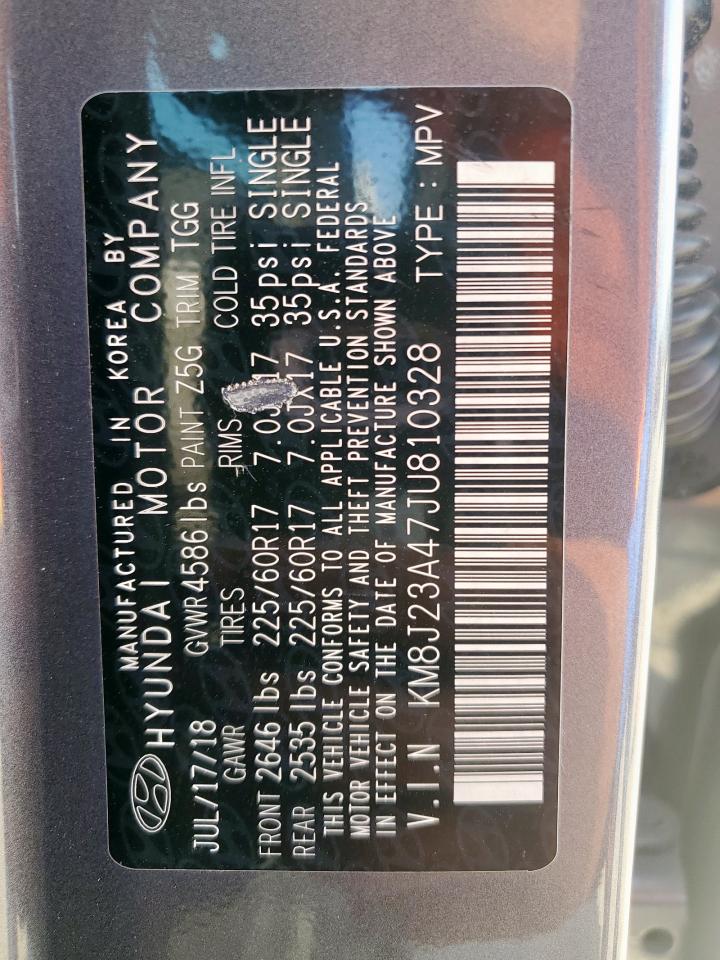 MANUFACTURED IN KOREA BY
HYUNDAI MOTOR COMPANY
JUL/17/18 GVWR 4586 lbs PAINT Z5G TRIM TGG
GAWR TIRES RIMS COLD TIRE INFL
FRONT 2646 lbs 225/60R17 17 35psi SINGLE
REAR 2535 lbs 225/60R17 7.0JX17 35psi SINGLE
THIS VEHICLE CONFORMS TO ALL APPLICABLE U.S.A. FEDERAL
MOTOR VEHICLE SAFETY AND THEFT PREVENTION STANDARDS
IN EFFECT ON THE DATE OF MANUFACTURE SHOWN ABOVE
V.I.N KM8J23A47JU810328 TYPE : MPV